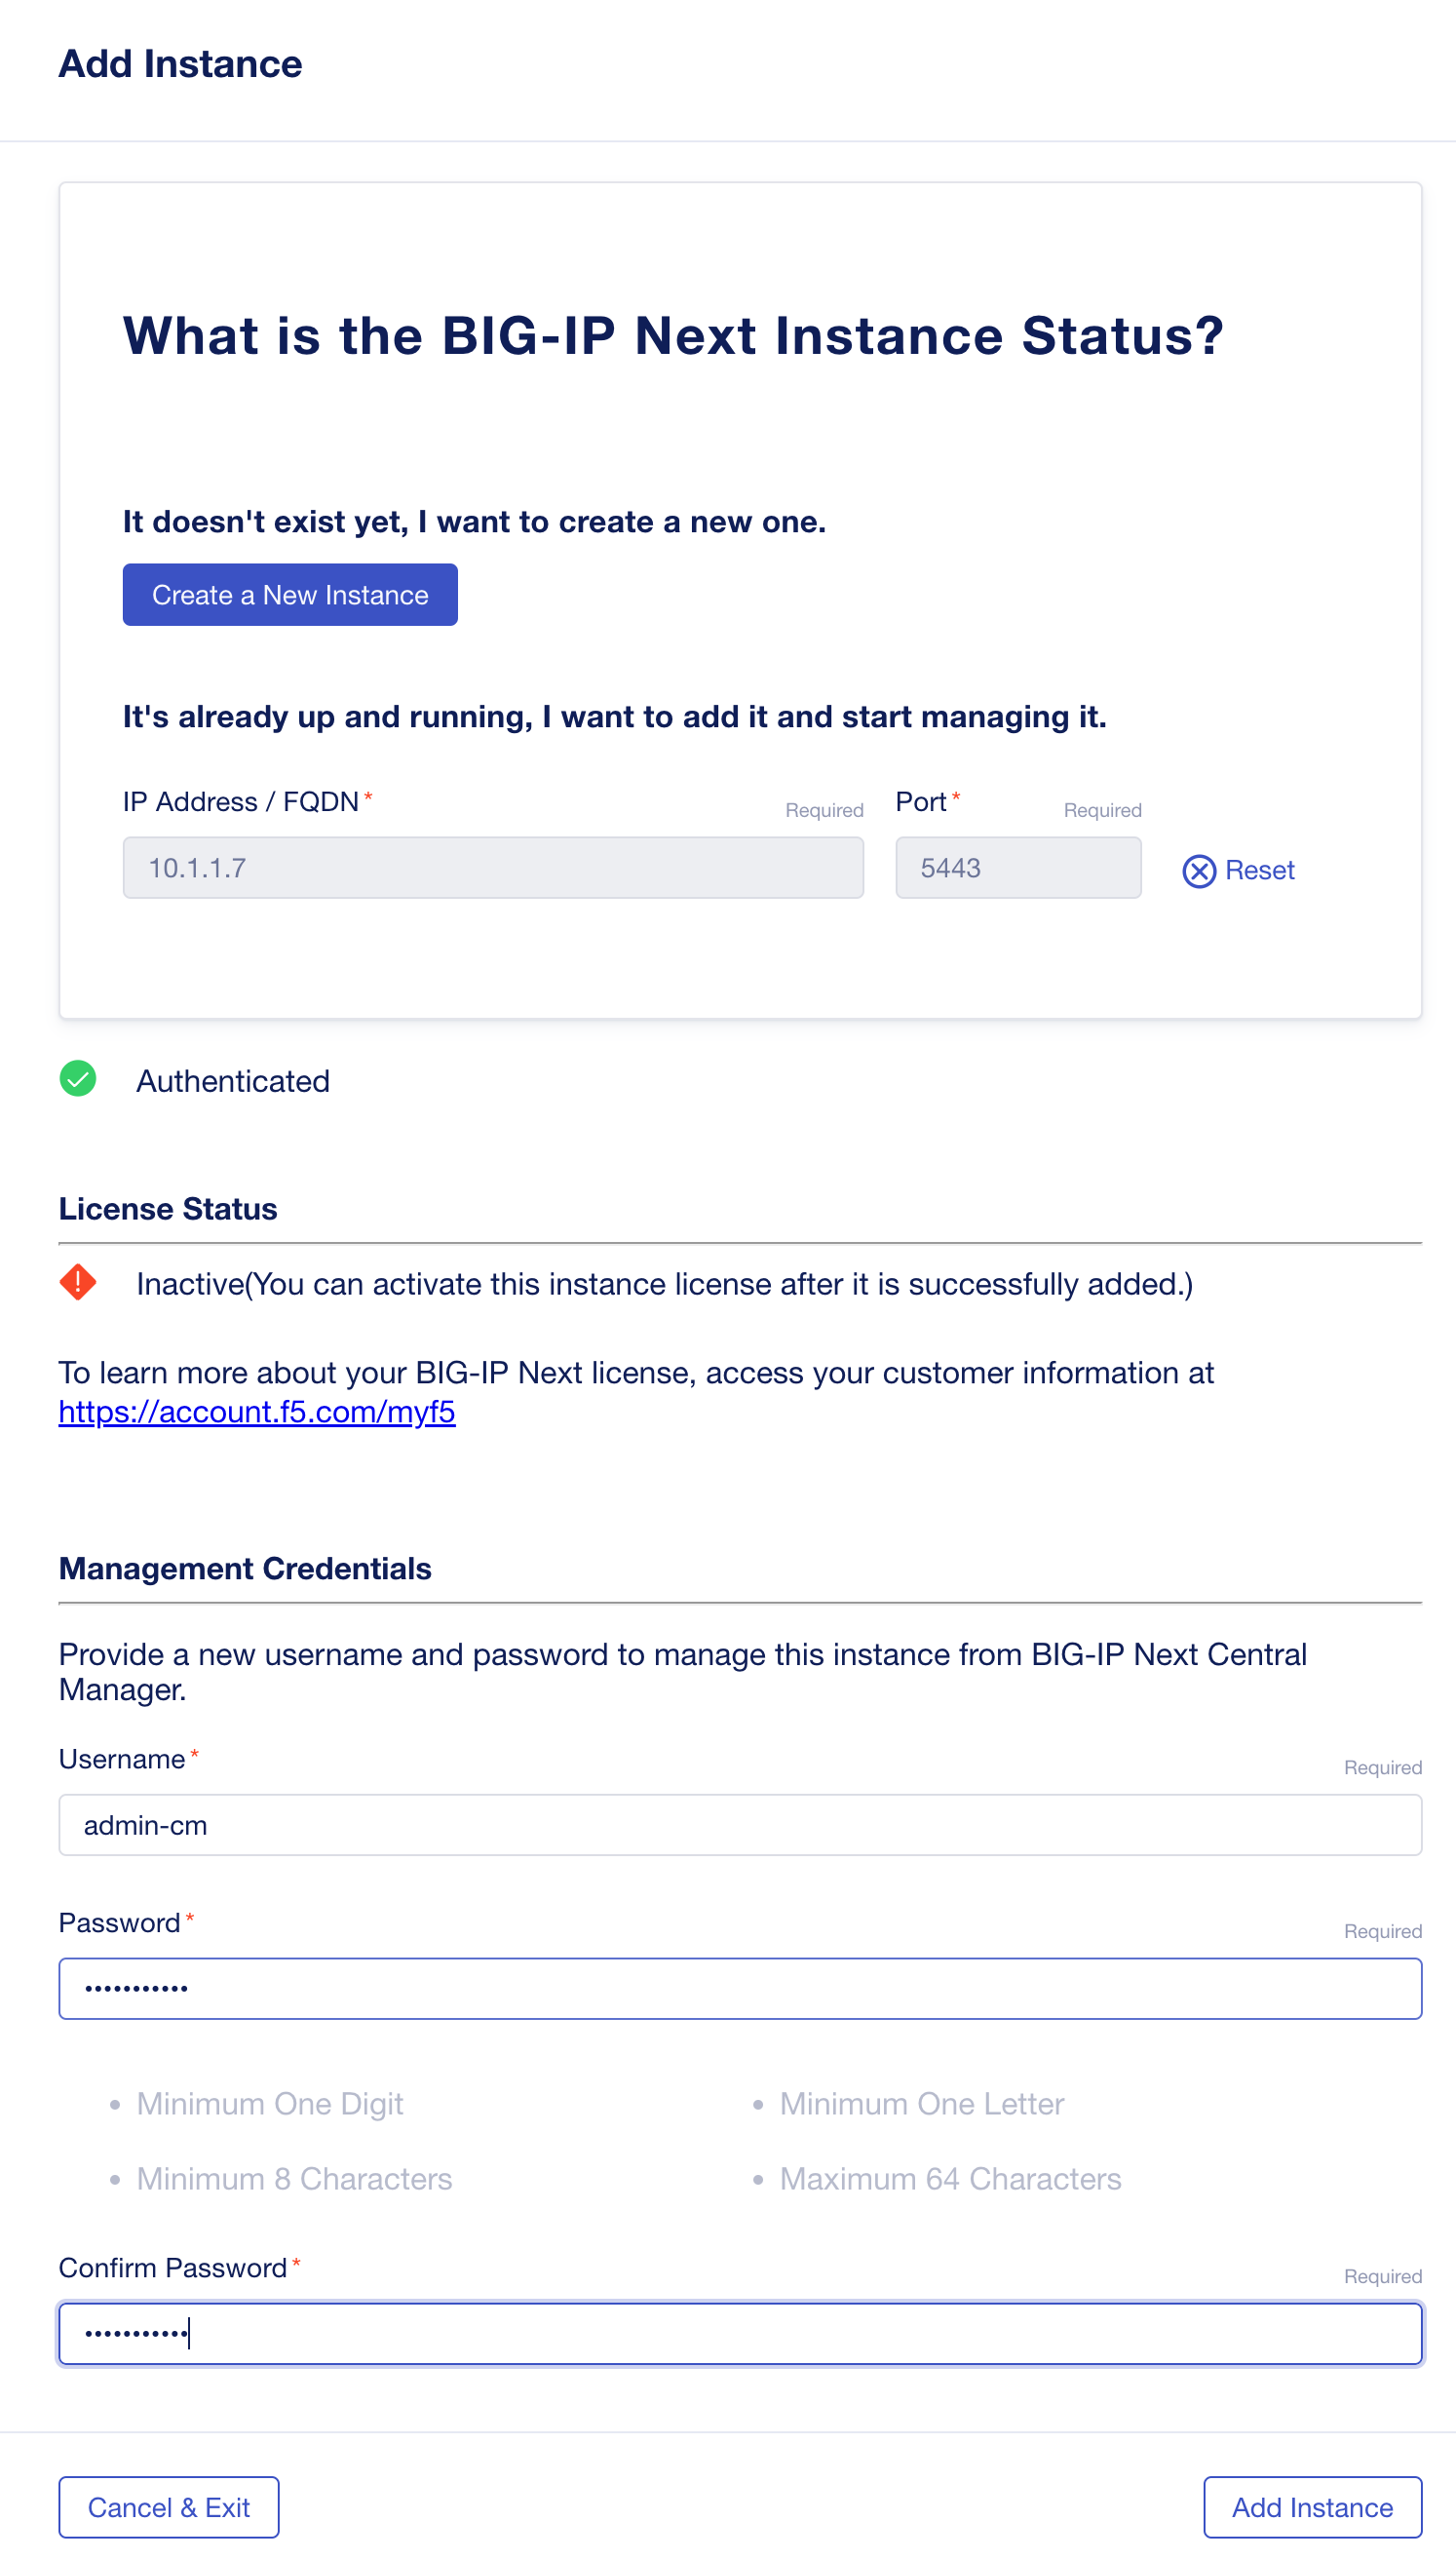 Add Instance
What is the BIG-IP Next Instance Status?
It doesn't exist yet, I want to create a new one.
Create a New Instance
It's already up and running, I want to add it and start managing it.
IP Address / FQDN* Required Port* Required
10.1.1.7 5443 Reset
Authenticated
License Status
Inactive(You can activate this instance license after it is successfully added.)
To learn more about your BIG-IP Next license, access your customer information at
https://account.f5.com/myf5
Management Credentials
Provide a new username and password to manage this instance from BIG-IP Next Central
Manager.
Username* Required
admin-cm
Password* Required
•••••••••••
• Minimum One Digit • Minimum One Letter
• Minimum 8 Characters • Maximum 64 Characters
Confirm Password* Required
•••••••••••
Cancel & Exit Add Instance